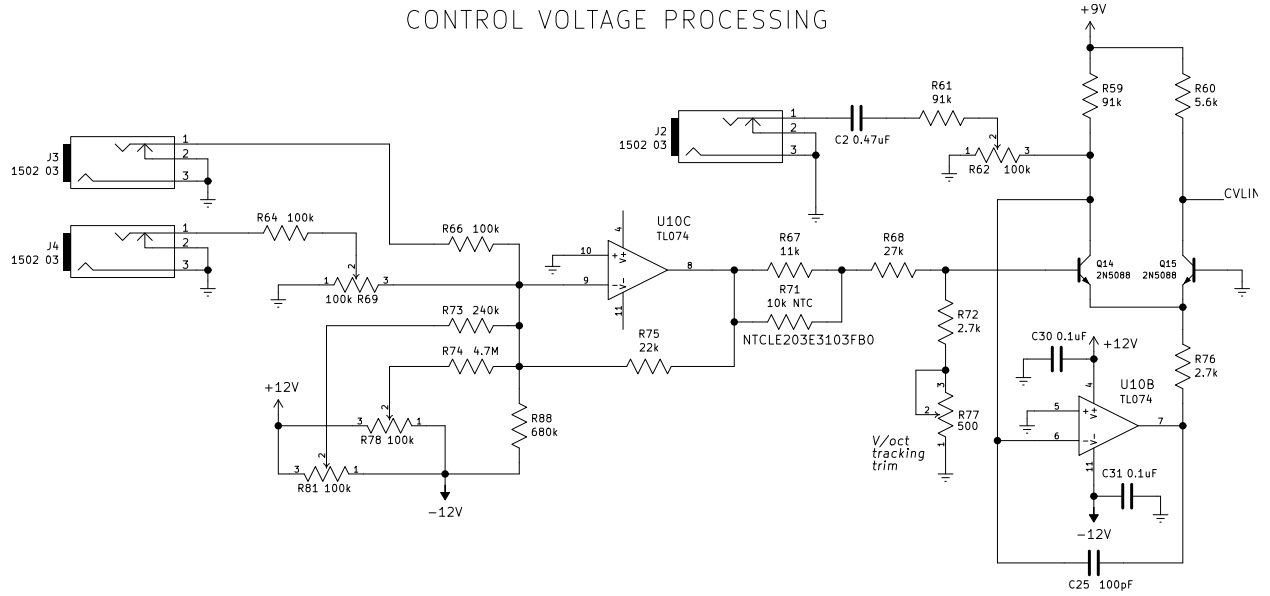 CONTROL VOLTAGE PROCESSING
+9V
R59
91k
R60
5.6k
R61
91k
J2
1502 03
1
2
3
C2 0.47uF
2
1
3
R62 100k
CVLIN
J3
1502 03
1
2
3
J4
1502 03
1
2
3
R64 100k
2
1
3
100k R69
R66 100k
U10C
TL074
4
10
9
8
11
+
V+
-
V-
R67
11k
R68
27k
R71
10k NTC
NTCLE203E3103FB0
Q14
2N5088
Q15
2N5088
R73 240k
R74 4.7M
R75
22k
R72
2.7k
+12V
2
3
1
R78 100k
2
3
1
R81 100k
R88
680k
-12V
3
2
1
R77
500
V/oct
tracking
trim
C30 0.1uF
+12V
R76
2.7k
U10B
TL074
4
5
6
7
11
+
V+
-
V-
C31 0.1uF
-12V
C25 100pF